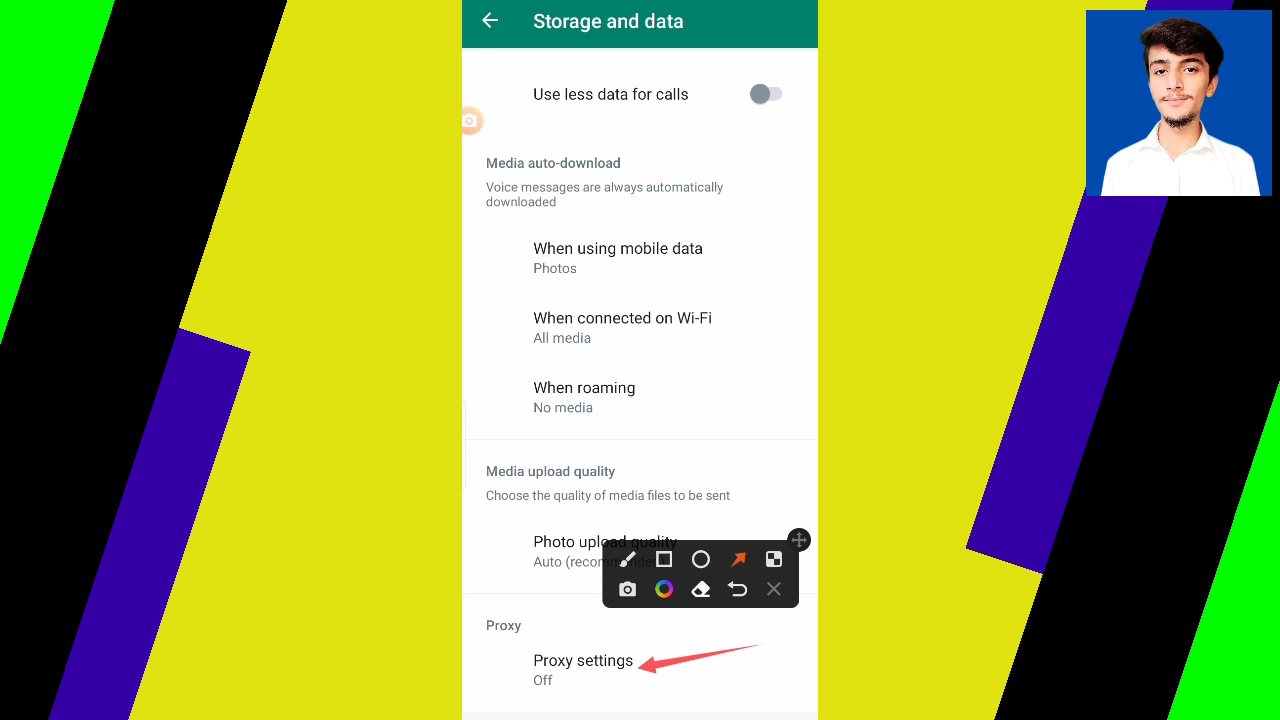 Storage and data
Use less data for calls
Media auto-download
Voice messages are always automatically
downloaded
When using mobile data
Photos
When connected on Wi-Fi
All media
When roaming
No media
Media upload quality
Choose the quality of media files to be sent
Photo upload quality
Auto (recommended)
Proxy
Proxy settings
Off